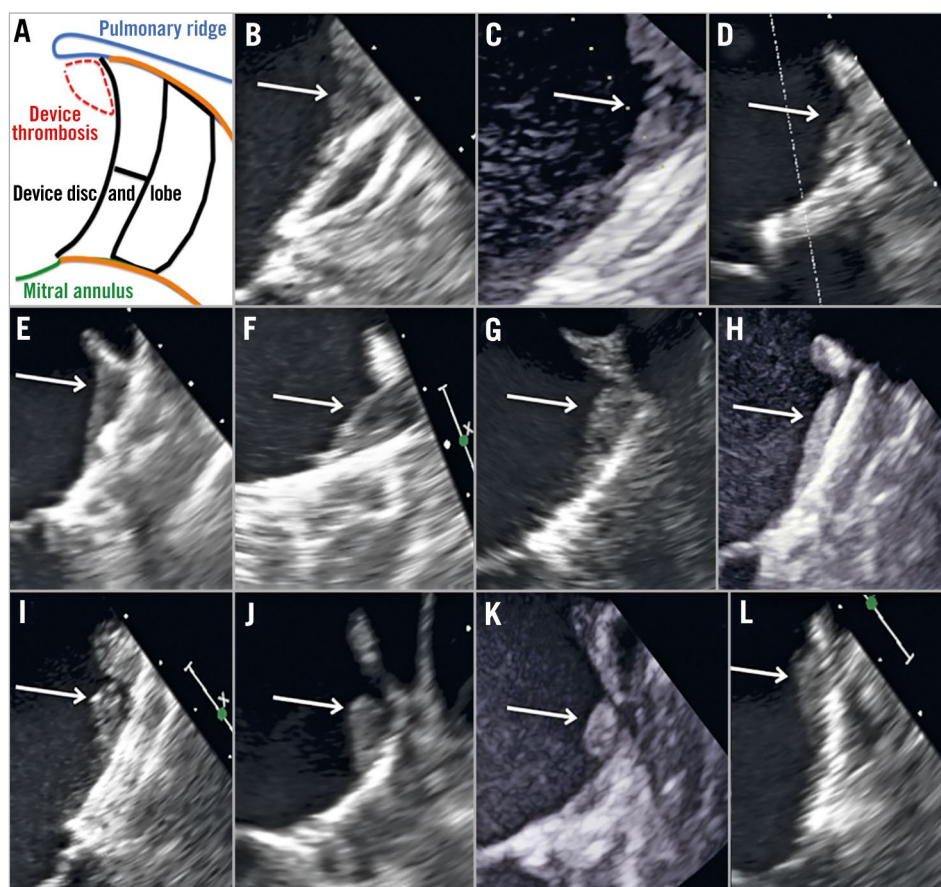 A
Pulmonary ridge
Device
thrombosis
Device disc and lobe
Mitral annulus
B
C
D
E
F
G
H
I
J
K
L